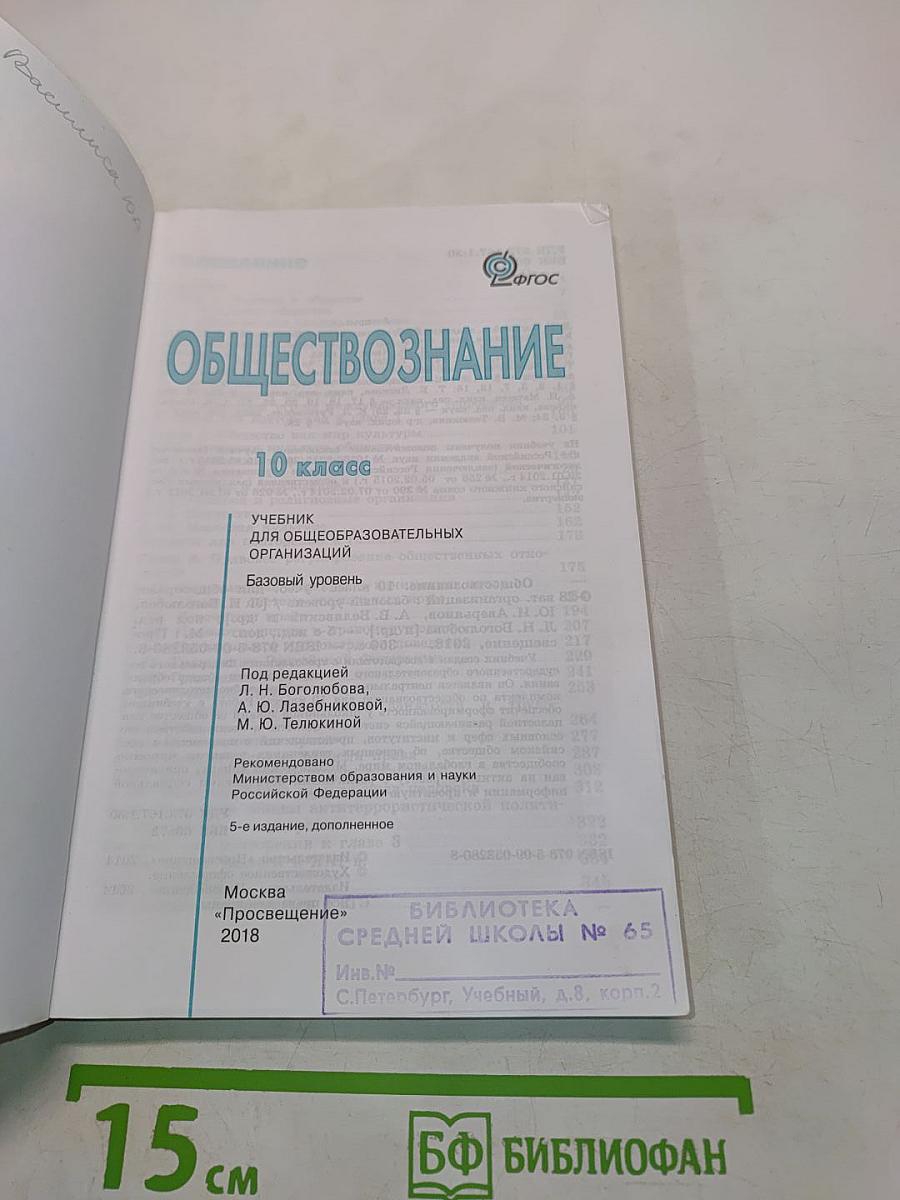 ФГОС
ОБЩЕСТВОЗНАНИЕ
10 класс
УЧЕБНИК
ДЛЯ ОБЩЕОБРАЗОВАТЕЛЬНЫХ
ОРГАНИЗАЦИЙ
Базовый уровень
Под редакцией
Л. Н. Боголюбова,
А. Ю. Лазебниковой,
М. Ю. Телюкиной
Рекомендовано
Министерством образования и науки
Российской Федерации
5-е издание, дополненное
Москва
«Просвещение»
2018
БИБЛИОТЕКА
СРЕДНЕЙ ШКОЛЫ № 65
Инв.№
С.Петербург, Учебный, д.8, корп.2
15 см
БФ БИБЛИОФАН